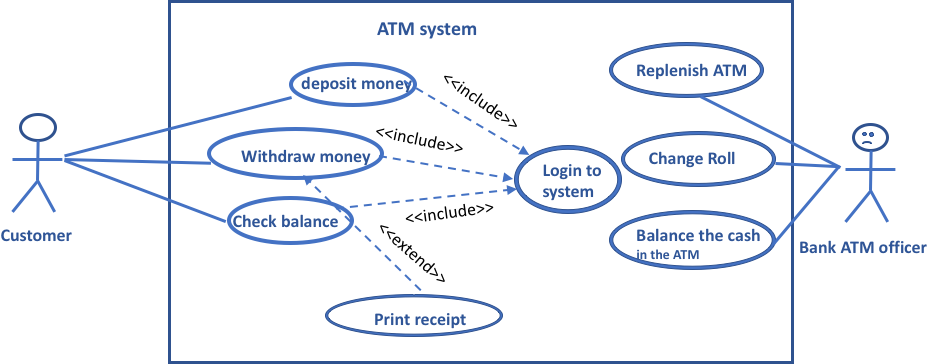 ATM system
deposit money
<<include>>
Replenish ATM
Withdraw money
<<include>>
Login to
system
Change Roll
Check balance
<<include>>
Customer
<<extend>>
Balance the cash
in the ATM
Bank ATM officer
Print receipt